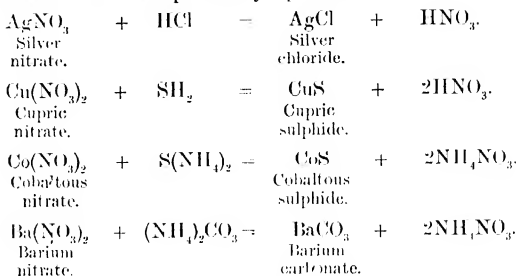 AgNO₃ + HCl = AgCl + HNO₃.
Silver Silver
nitrate. chloride.
Cu(NO₃)₂ + SH₂ = CuS + 2HNO₃.
Cupric Cupric
nitrate. sulphide.
Co(NO₃)₂ + S(NH₄)₂ = CoS + 2NH₄NO₃.
Cobaltous Cobaltous
nitrate. sulphide.
Ba(NO₃)₂ + (NH₄)₂CO₃ = BaCO₃ + 2NH₄NO₃.
Barium Barium
nitrate. carbonate.